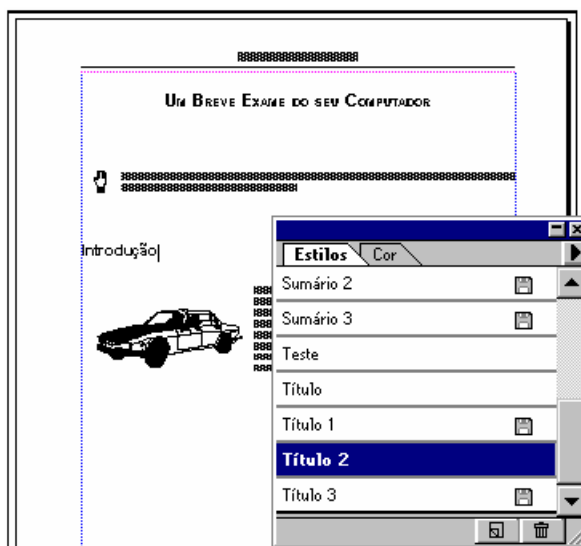 Um Breve Exame do seu Computador
Introdução
Estilos
Cor
Sumário 2
Sumário 3
Teste
Título
Título 1
Título 2
Título 3